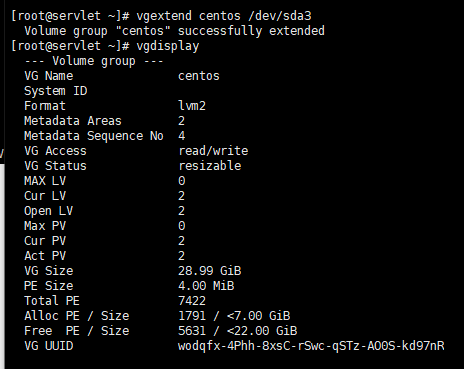 [root@servlet ~]# vgextend centos /dev/sda3
Volume group "centos" successfully extended
[root@servlet ~]# vgdisplay
--- Volume group ---
VG Name centos
System ID
Format lvm2
Metadata Areas 2
Metadata Sequence No 4
VG Access read/write
VG Status resizable
MAX LV 0
Cur LV 2
Open LV 2
Max PV 0
Cur PV 2
Act PV 2
VG Size 28.99 GiB
PE Size 4.00 MiB
Total PE 7422
Alloc PE / Size 1791 / <7.00 GiB
Free PE / Size 5631 / <22.00 GiB
VG UUID wodqfx-4Phh-8xsC-rSwc-qSTz-AO0S-kd97nR